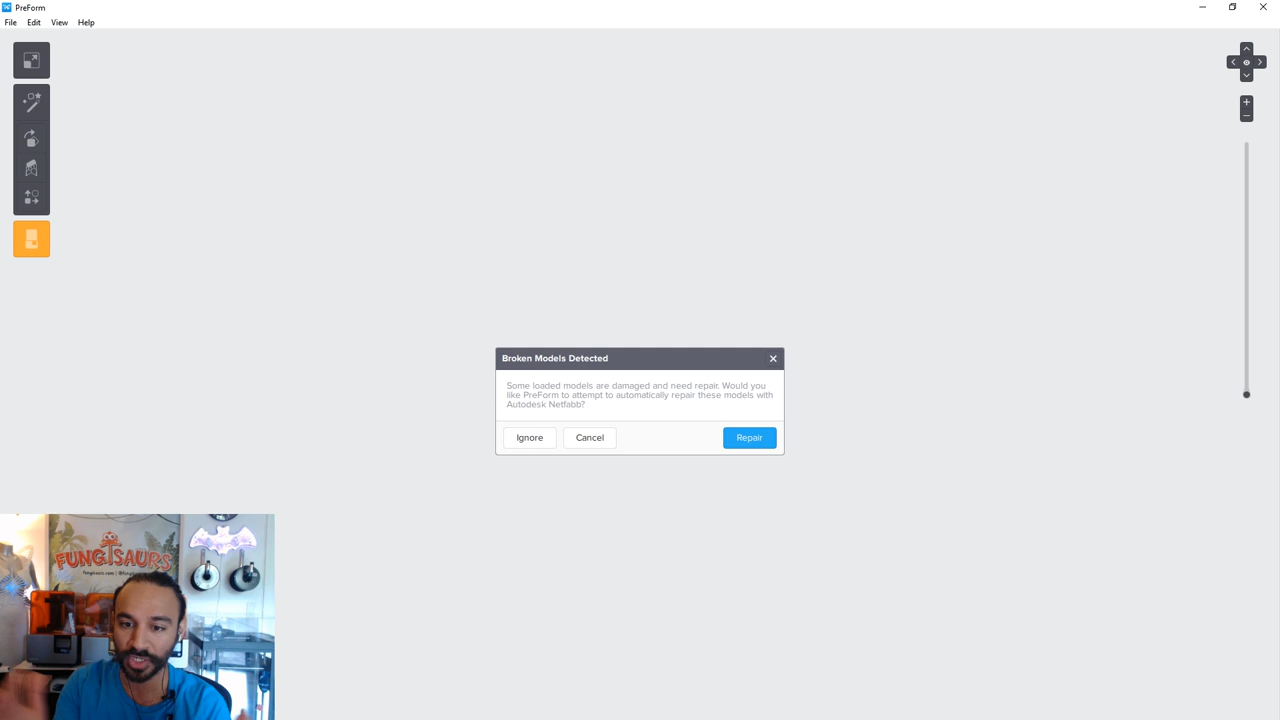 PreForm
File Edit View Help
Broken Models Detected
Some loaded models are damaged and need repair. Would you
like PreForm to attempt to automatically repair these models with
Autodesk Netfabb?
Ignore Cancel Repair
FUNGISAURS